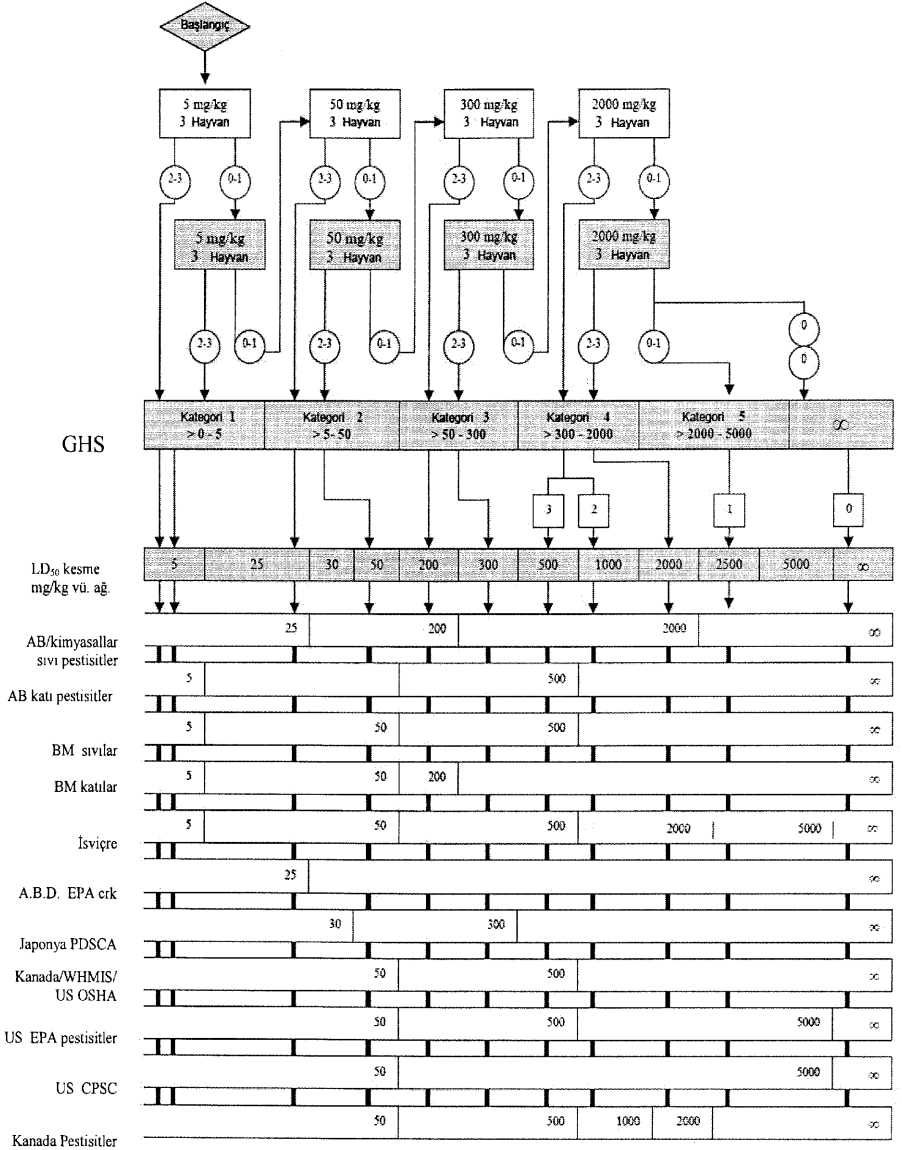 Başlangıç
5 mg/kg
3 Hayvan
50 mg/kg
3 Hayvan
300 mg/kg
3 Hayvan
2000 mg/kg
3 Hayvan
2-3
0-1
2-3
0-1
2-3
0-1
2-3
0-1
5 mg/kg
3 Hayvan
50 mg/kg
3 Hayvan
300 mg/kg
3 Hayvan
2000 mg/kg
3 Hayvan
2-3
0-1
2-3
0-1
2-3
0-1
2-3
0-1
0
0
GHS
Kategori 1
> 0 - 5
Kategori 2
> 5- 50
Kategori 3
> 50 - 300
Kategori 4
> 300 - 2000
Kategori 5
> 2000 - 5000
∞
3
2
1
0
LD50 kesme
mg/kg vü. ağ.
5
25
30
50
200
300
500
1000
2000
2500
5000
∞
AB/kimyasallar
sıvı pestisitler
25
200
2000
∞
AB katı pestisitler
5
500
∞
BM sıvılar
5
50
500
∞
BM katılar
5
50
200
∞
İsviçre
5
50
500
2000
5000
∞
A.B.D. EPA crk
25
∞
Japonya PDSCA
30
300
∞
Kanada/WHMIS/
US OSHA
50
500
∞
US EPA pestisitler
50
500
5000
∞
US CPSC
50
5000
∞
Kanada Pestisitler
50
500
1000
2000
∞